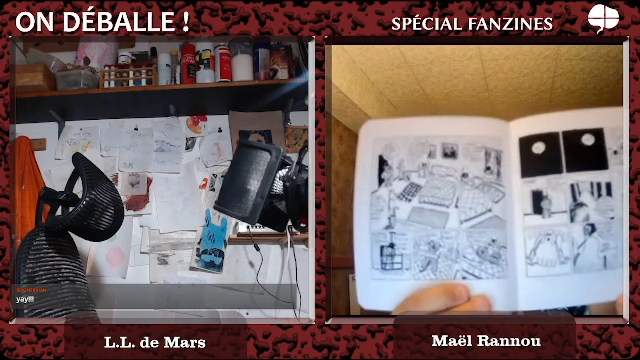 ON DÉBALLE !
SPÉCIAL FANZINES
yay!!!
L.L. de Mars
Maël Rannou